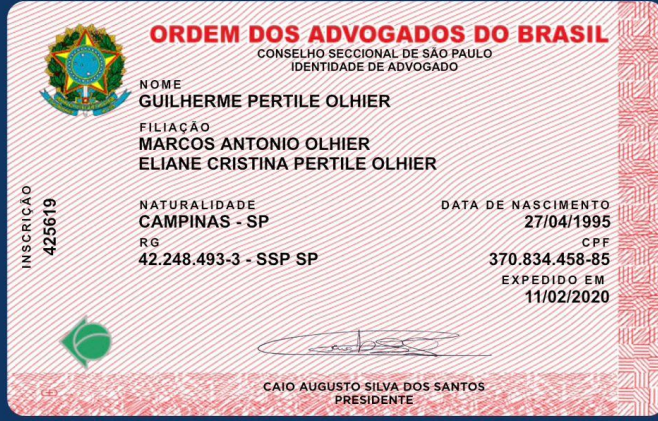 ORDEM DOS ADVOGADOS DO BRASIL
CONSELHO SECCIONAL DE SÃO PAULO
IDENTIDADE DE ADVOGADO
NOME
GUILHERME PERTILE OLHIER
FILIAÇÃO
MARCOS ANTONIO OLHIER
ELIANE CRISTINA PERTILE OLHIER
INSCRIÇÃO
425619
NATURALIDADE
CAMPINAS - SP
DATA DE NASCIMENTO
27/04/1995
RG
42.248.493-3 - SSP SP
CPF
370.834.458-85
EXPEDIDO EM
11/02/2020
CAIO AUGUSTO SILVA DOS SANTOS
PRESIDENTE